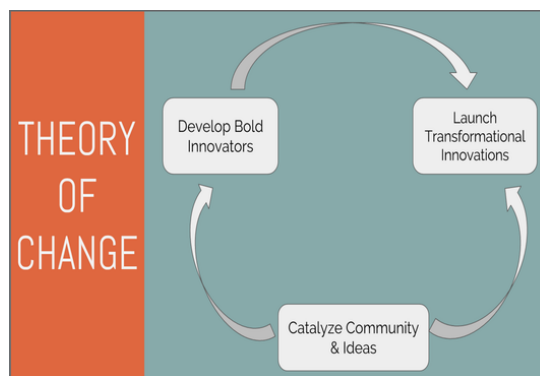 THEORY
OF
CHANGE
Develop Bold
Innovators
Launch
Transformational
Innovations
Catalyze Community
& Ideas